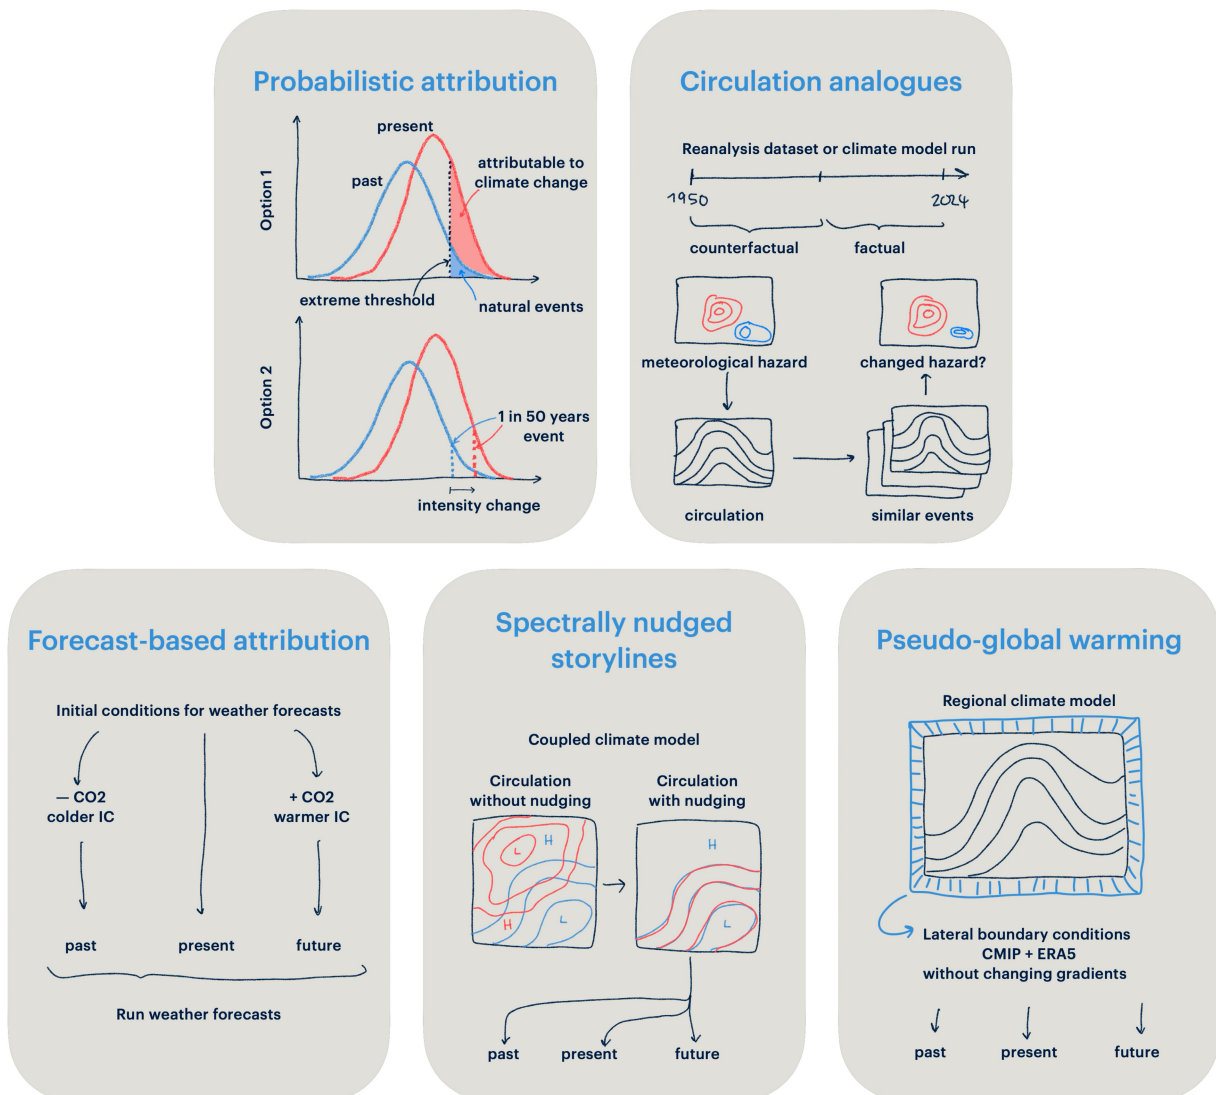 Probabilistic attribution
Option 1
present
past
attributable to
climate change
extreme threshold
natural events
Option 2
1 in 50 years
event
intensity change
Circulation analogues
Reanalysis dataset or climate model run
1950
2024
counterfactual
factual
meteorological hazard
changed hazard?
circulation
similar events
Forecast-based attribution
Initial conditions for weather forecasts
— CO2
colder IC
+ CO2
warmer IC
past
present
future
Run weather forecasts
Spectrally nudged
storylines
Coupled climate model
Circulation
without nudging
Circulation
with nudging
L
H
H
L
H
L
past
present
future
Pseudo-global warming
Regional climate model
Lateral boundary conditions
CMIP + ERA5
without changing gradients
past
present
future